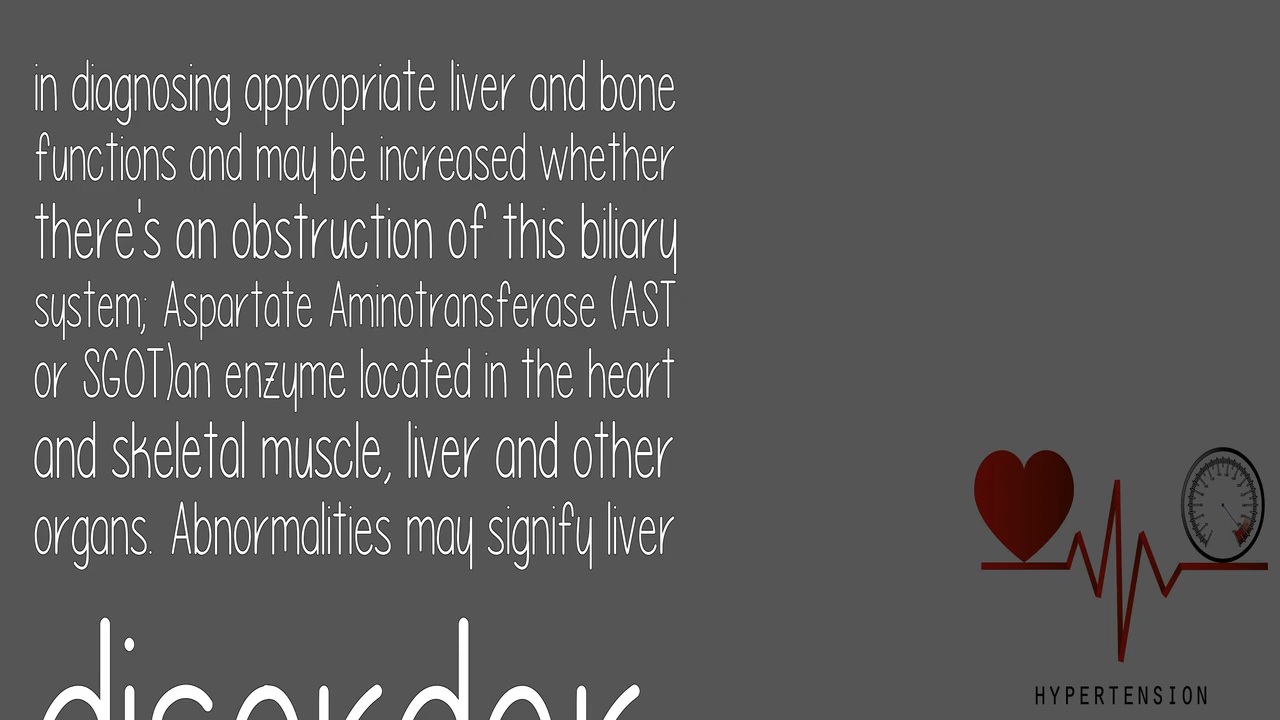 in diagnosing appropriate liver and bone
functions and may be increased whether
there's an obstruction of this biliary
system; Aspartate Aminotransferase (AST
or SGOT)an enzyme located in the heart
and skeletal muscle, liver and other
organs. Abnormalities may signify liver
disorder
HYPERTENSION